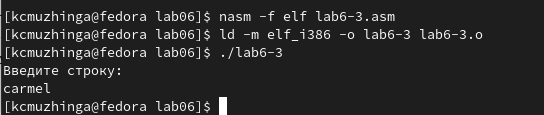 [kcmuzhinga@fedora lab06]$ nasm -f elf lab6-3.asm
[kcmuzhinga@fedora lab06]$ ld -m elf_i386 -o lab6-3 lab6-3.o
[kcmuzhinga@fedora lab06]$ ./lab6-3
Введите строку:
carmel
[kcmuzhinga@fedora lab06]$